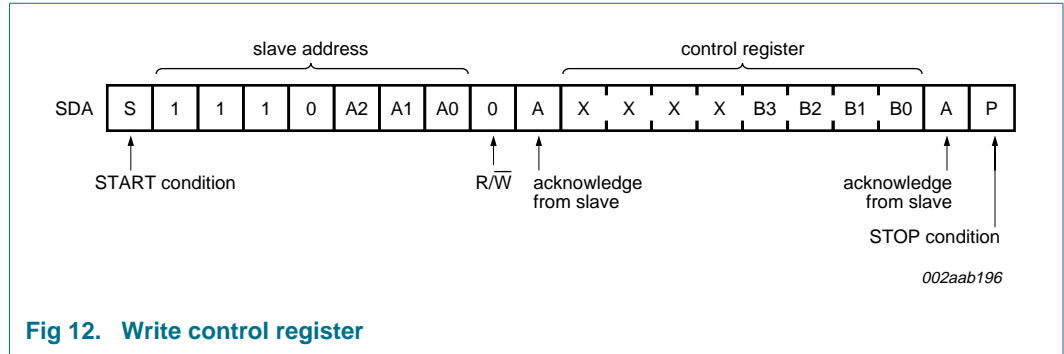 slave address control register
SDA S 1 1 1 0 A2 A1 A0 0 A X X X X B3 B2 B1 B0 A P
START condition R/W̅ acknowledge from slave acknowledge from slave
STOP condition
002aab196
Fig 12. Write control register